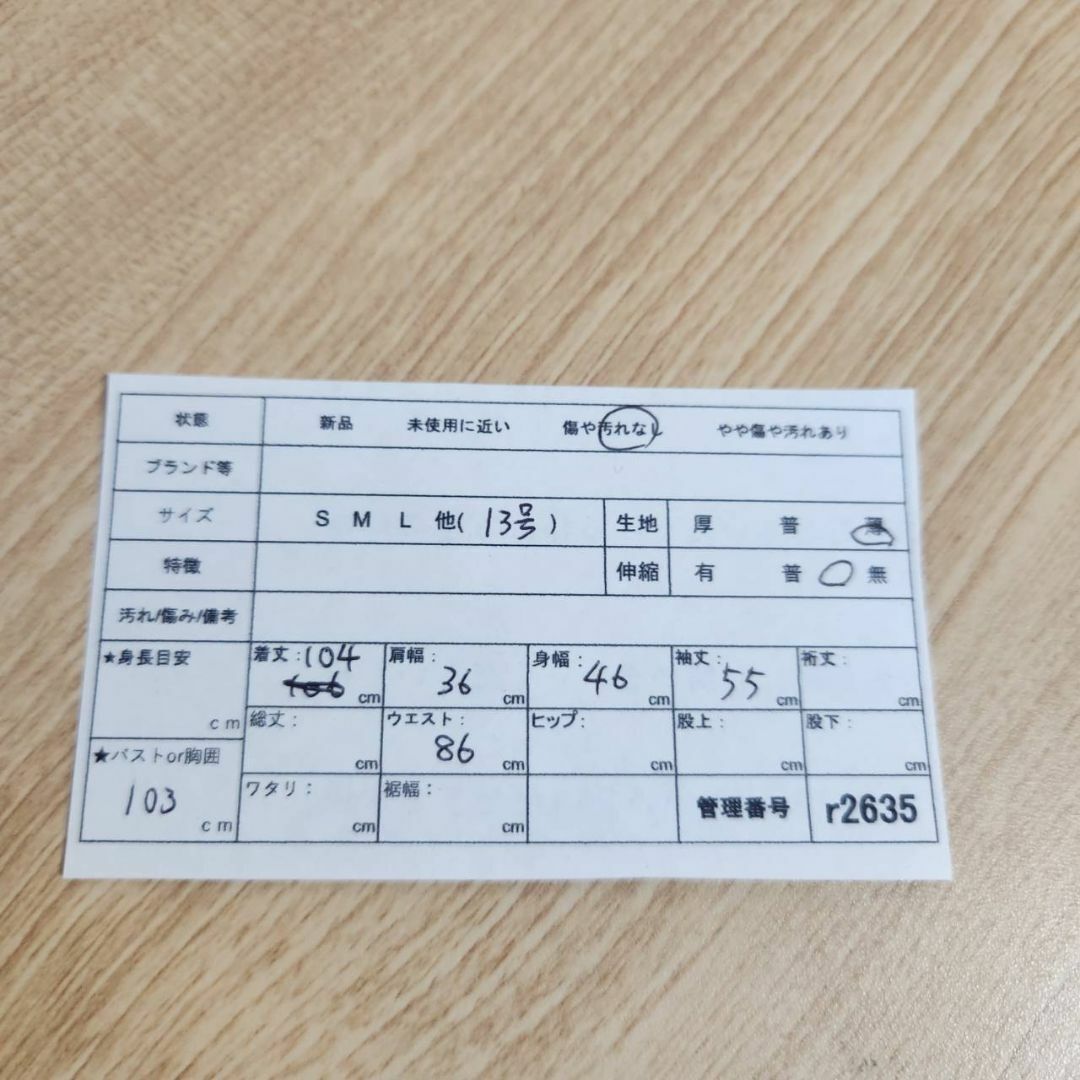 状態 新品 未使用に近い 傷や汚れなし やや傷や汚れあり
ブランド等
サイズ S M L 他( 13号 ) 生地 厚 普 薄
特徴 伸縮 有 普 無
汚れ/傷み/備考
★身長目安 cm 着丈:104 106 cm 肩幅: 36 cm 身幅: 46 cm 袖丈: 55 cm 裄丈: cm
総丈: cm ウエスト: 86 cm ヒップ: cm 股上: cm 股下: cm
★バストor胸囲 103 cm ワタリ: cm 裾幅: cm 管理番号 r2635